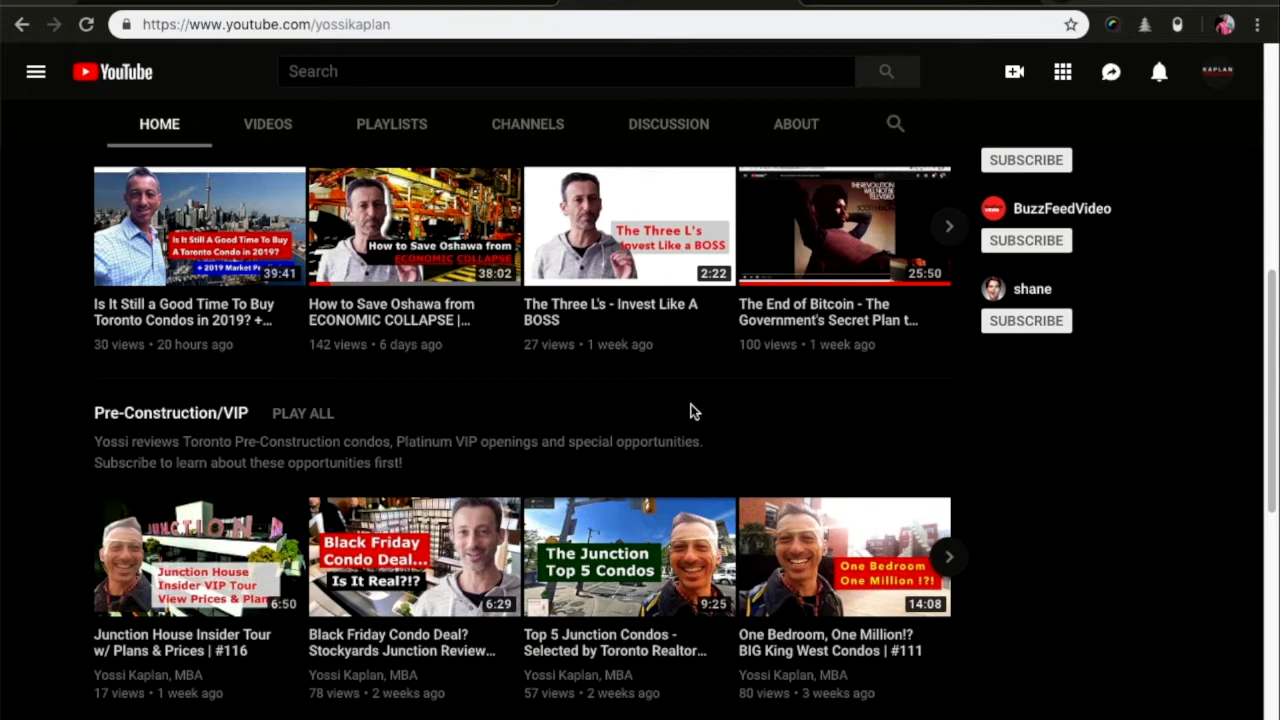 https://www.youtube.com/yossikaplan
YouTube
Search
KAPLAN
HOME
VIDEOS
PLAYLISTS
CHANNELS
DISCUSSION
ABOUT
SUBSCRIBE
BuzzFeedVideo
SUBSCRIBE
shane
SUBSCRIBE
Is It Still A Good Time To Buy
A Toronto Condo in 2019?
+ 2019 Market
39:41
How to Save Oshawa from
ECONOMIC COLLAPSE
38:02
The Three L's
Invest Like a BOSS
2:22
THE REVOLUTION
WILL NOT BE
TELEVISED
25:50
Is It Still a Good Time To Buy
Toronto Condos in 2019? +...
30 views • 20 hours ago
How to Save Oshawa from
ECONOMIC COLLAPSE |...
142 views • 6 days ago
The Three L's - Invest Like A
BOSS
27 views • 1 week ago
The End of Bitcoin - The
Government's Secret Plan t...
100 views • 1 week ago
Pre-Construction/VIP
PLAY ALL
Yossi reviews Toronto Pre-Construction condos, Platinum VIP openings and special opportunities.
Subscribe to learn about these opportunities first!
JUNCTION
Junction House
Insider VIP Tour
View Prices & Plan
6:50
Black Friday
Condo Deal...
Is It Real?!?
6:29
The Junction
Top 5 Condos
9:25
One Bedroom
One Million !?!
14:08
Junction House Insider Tour
w/ Plans & Prices | #116
Yossi Kaplan, MBA
17 views • 1 week ago
Black Friday Condo Deal?
Stockyards Junction Review...
Yossi Kaplan, MBA
78 views • 2 weeks ago
Top 5 Junction Condos -
Selected by Toronto Realtor...
Yossi Kaplan, MBA
57 views • 2 weeks ago
One Bedroom, One Million!?
BIG King West Condos | #111
Yossi Kaplan, MBA
80 views • 3 weeks ago